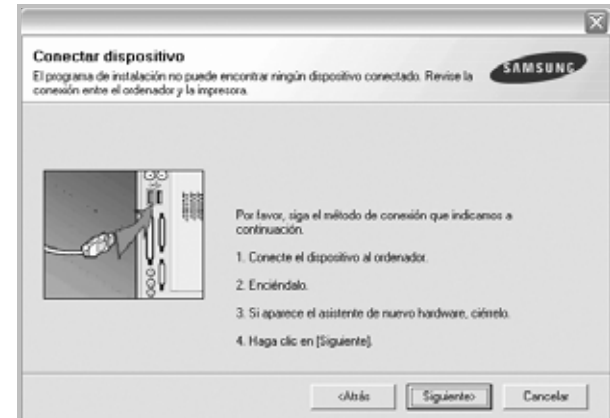 Conectar dispositivo
El programa de instalación no puede encontrar ningún dispositivo conectado. Revise la
conexión entre el ordenador y la impresora.
SAMSUNG
Por favor, siga el método de conexión que indicamos a
continuación.
1. Conecte el dispositivo al ordenador.
2. Enciéndalo.
3. Si aparece el asistente de nuevo hardware, ciérrelo.
4. Haga clic en [Siguiente].
<Atrás
Siguiente>
Cancelar